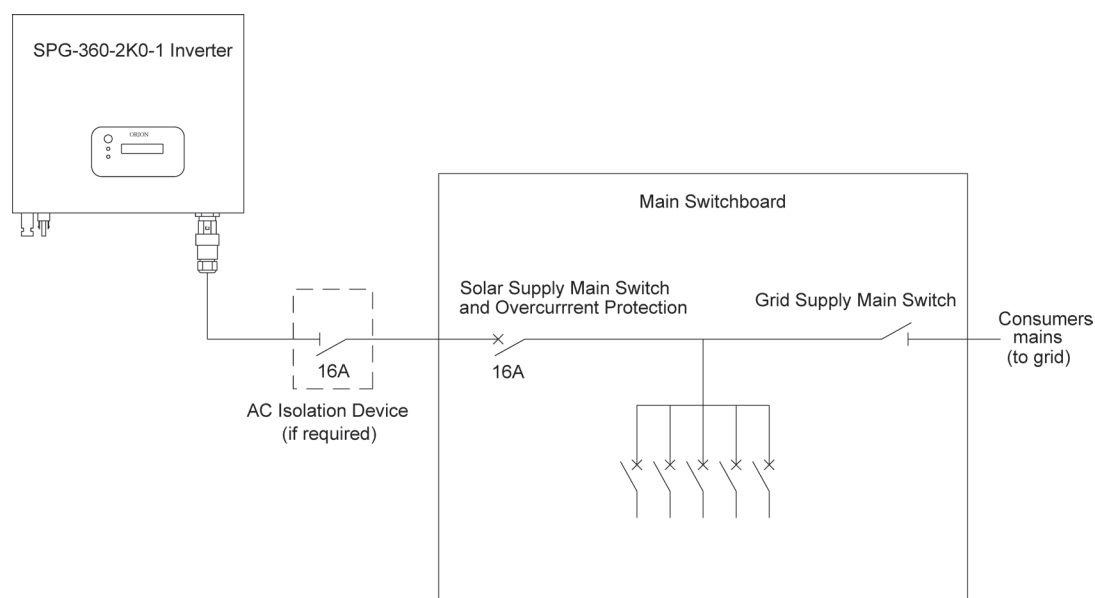 SPG-360-2K0-1 Inverter
ORION
Main Switchboard
Solar Supply Main Switch
and Overcurrrent Protection
Grid Supply Main Switch
Consumers
mains
(to grid)
16A
16A
AC Isolation Device
(if required)